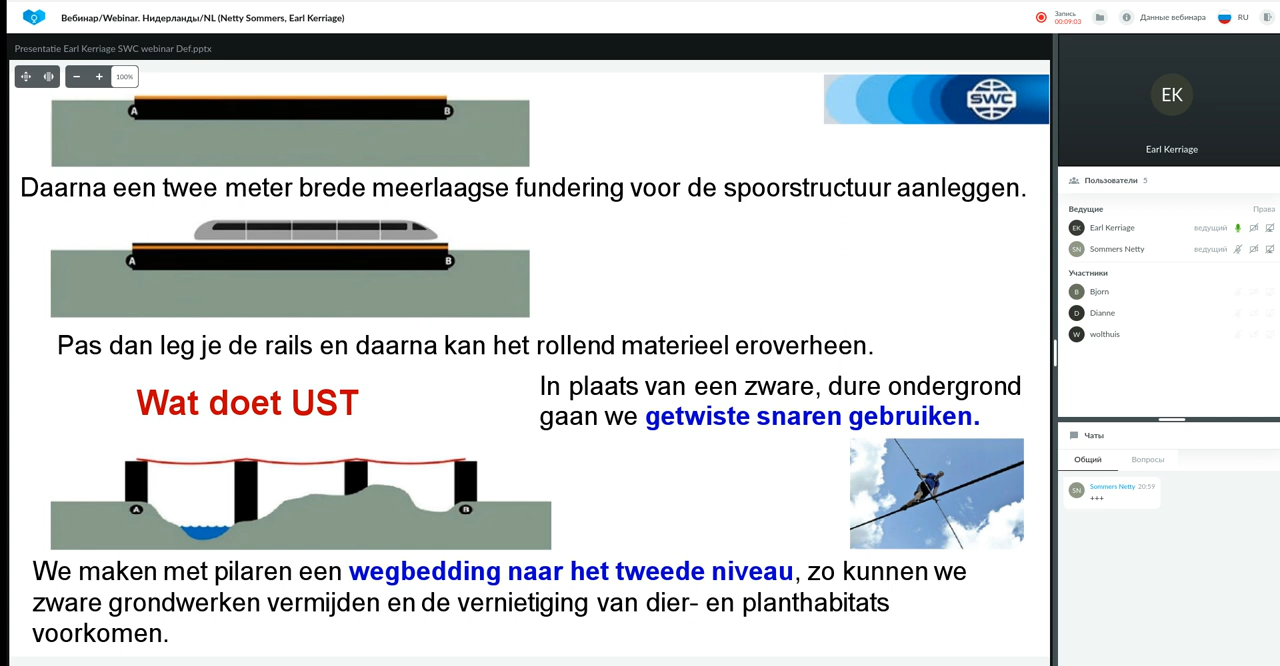 Вебинар/Webinar. Нидерланды/NL (Netty Sommers, Earl Kerriage)
Запись
00:09:03
Данные вебинара
RU
Presentatie Earl Kerriage SWC webinar Def.pptx
100%
SWC
A
B
Daarna een twee meter brede meerlaagse fundering voor de spoorstructuur aanleggen.
A
B
Pas dan leg je de rails en daarna kan het rollend materieel eroverheen.
Wat doet UST
In plaats van een zware, dure ondergrond
gaan we getwiste snaren gebruiken.
A
B
We maken met pilaren een wegbedding naar het tweede niveau, zo kunnen we
zware grondwerken vermijden en de vernietiging van dier- en planthabitats
voorkomen.
EK
Earl Kerriage
Пользователи 5
Ведущие Права
EK Earl Kerriage ведущий
SN Sommers Netty ведущий
Участники
B Bjorn
D Dianne
W wolthuis
Чаты
Общий Вопросы
SN Sommers Netty 20:59
+++